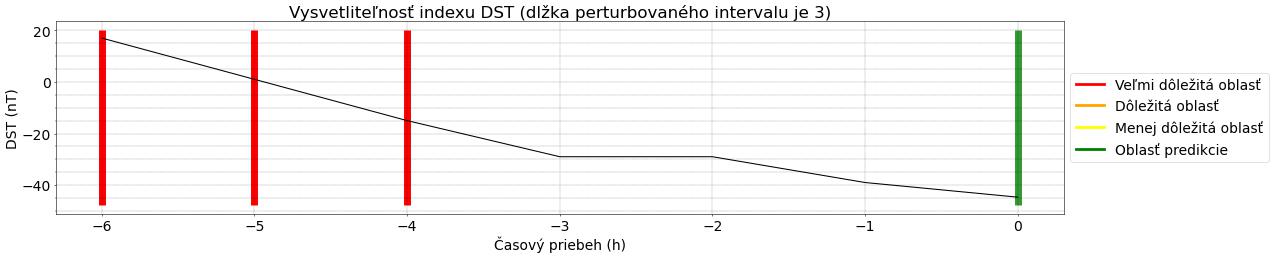 Vysvetliteľnosť indexu DST (dlžka perturbovaného intervalu je 3)
20
0
−20
−40
DST (nT)
−6 −5 −4 −3 −2 −1 0
Časový priebeh (h)
Veľmi dôležitá oblasť
Dôležitá oblasť
Menej dôležitá oblasť
Oblasť predikcie